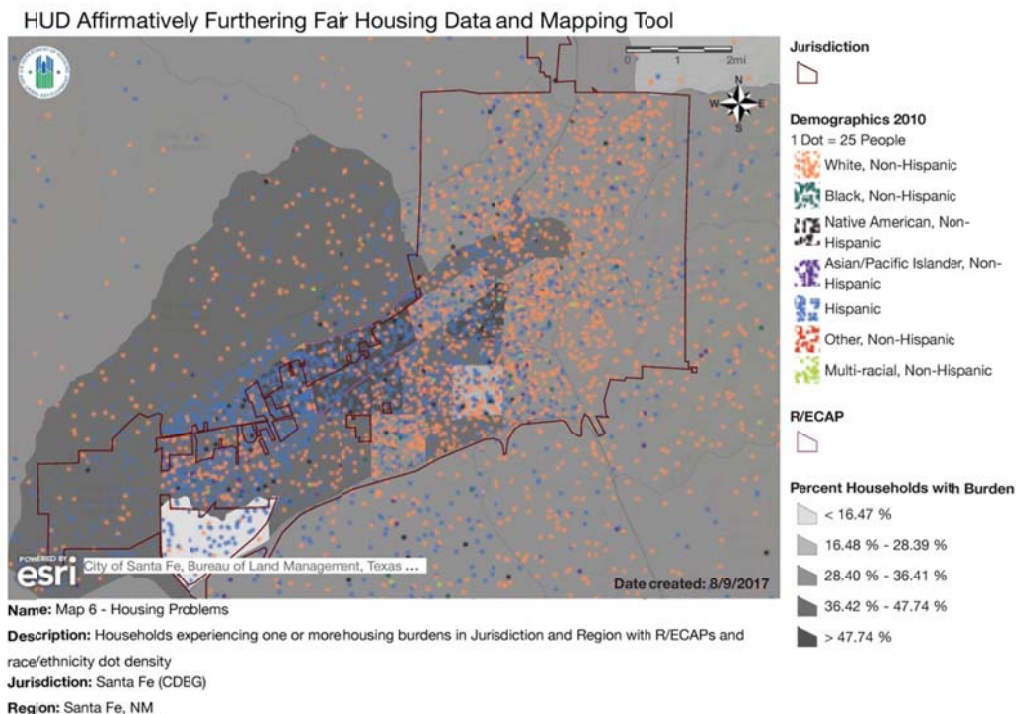 HUD Affirmatively Furthering Fair Housing Data and Mapping Tool
0 1 2mi
N
W E
S
Jurisdiction
Demographics 2010
1 Dot = 25 People
White, Non-Hispanic
Black, Non-Hispanic
Native American, Non-
Hispanic
Asian/Pacific Islander, Non-
Hispanic
Hispanic
Other, Non-Hispanic
Multi-racial, Non-Hispanic
R/ECAP
Percent Households with Burden
< 16.47 %
16.48 % - 28.39 %
28.40 % - 36.41 %
36.42 % - 47.74 %
> 47.74 %
POWERED BY
esri
City of Santa Fe, Bureau of Land Management, Texas ...
Date created: 8/9/2017
Name: Map 6 - Housing Problems
Description: Households experiencing one or morehousing burdens in Jurisdiction and Region with R/ECAPs and
race/ethnicity dot density
Jurisdiction: Santa Fe (CDEG)
Region: Santa Fe, NM